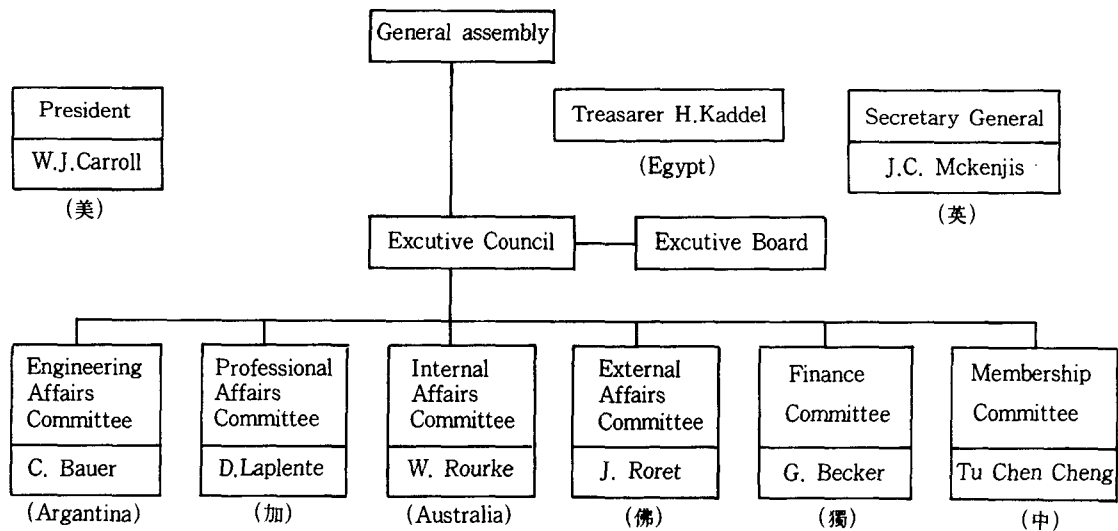 General assembly
President
W.J.Carroll
(美)
Treasarer H.Kaddel
(Egypt)
Secretary General
J.C. Mckenjis
(英)
Excutive Council
Excutive Board
Engineering
Affairs
Committee
C. Bauer
(Argantina)
Professional
Affairs
Committee
D.Laplente
(加)
Internal
Affairs
Committee
W. Rourke
(Australia)
External
Affairs
Committee
J. Roret
(佛)
Finance
Committee
G. Becker
(獨)
Membership
Committee
Tu Chen Cheng
(中)